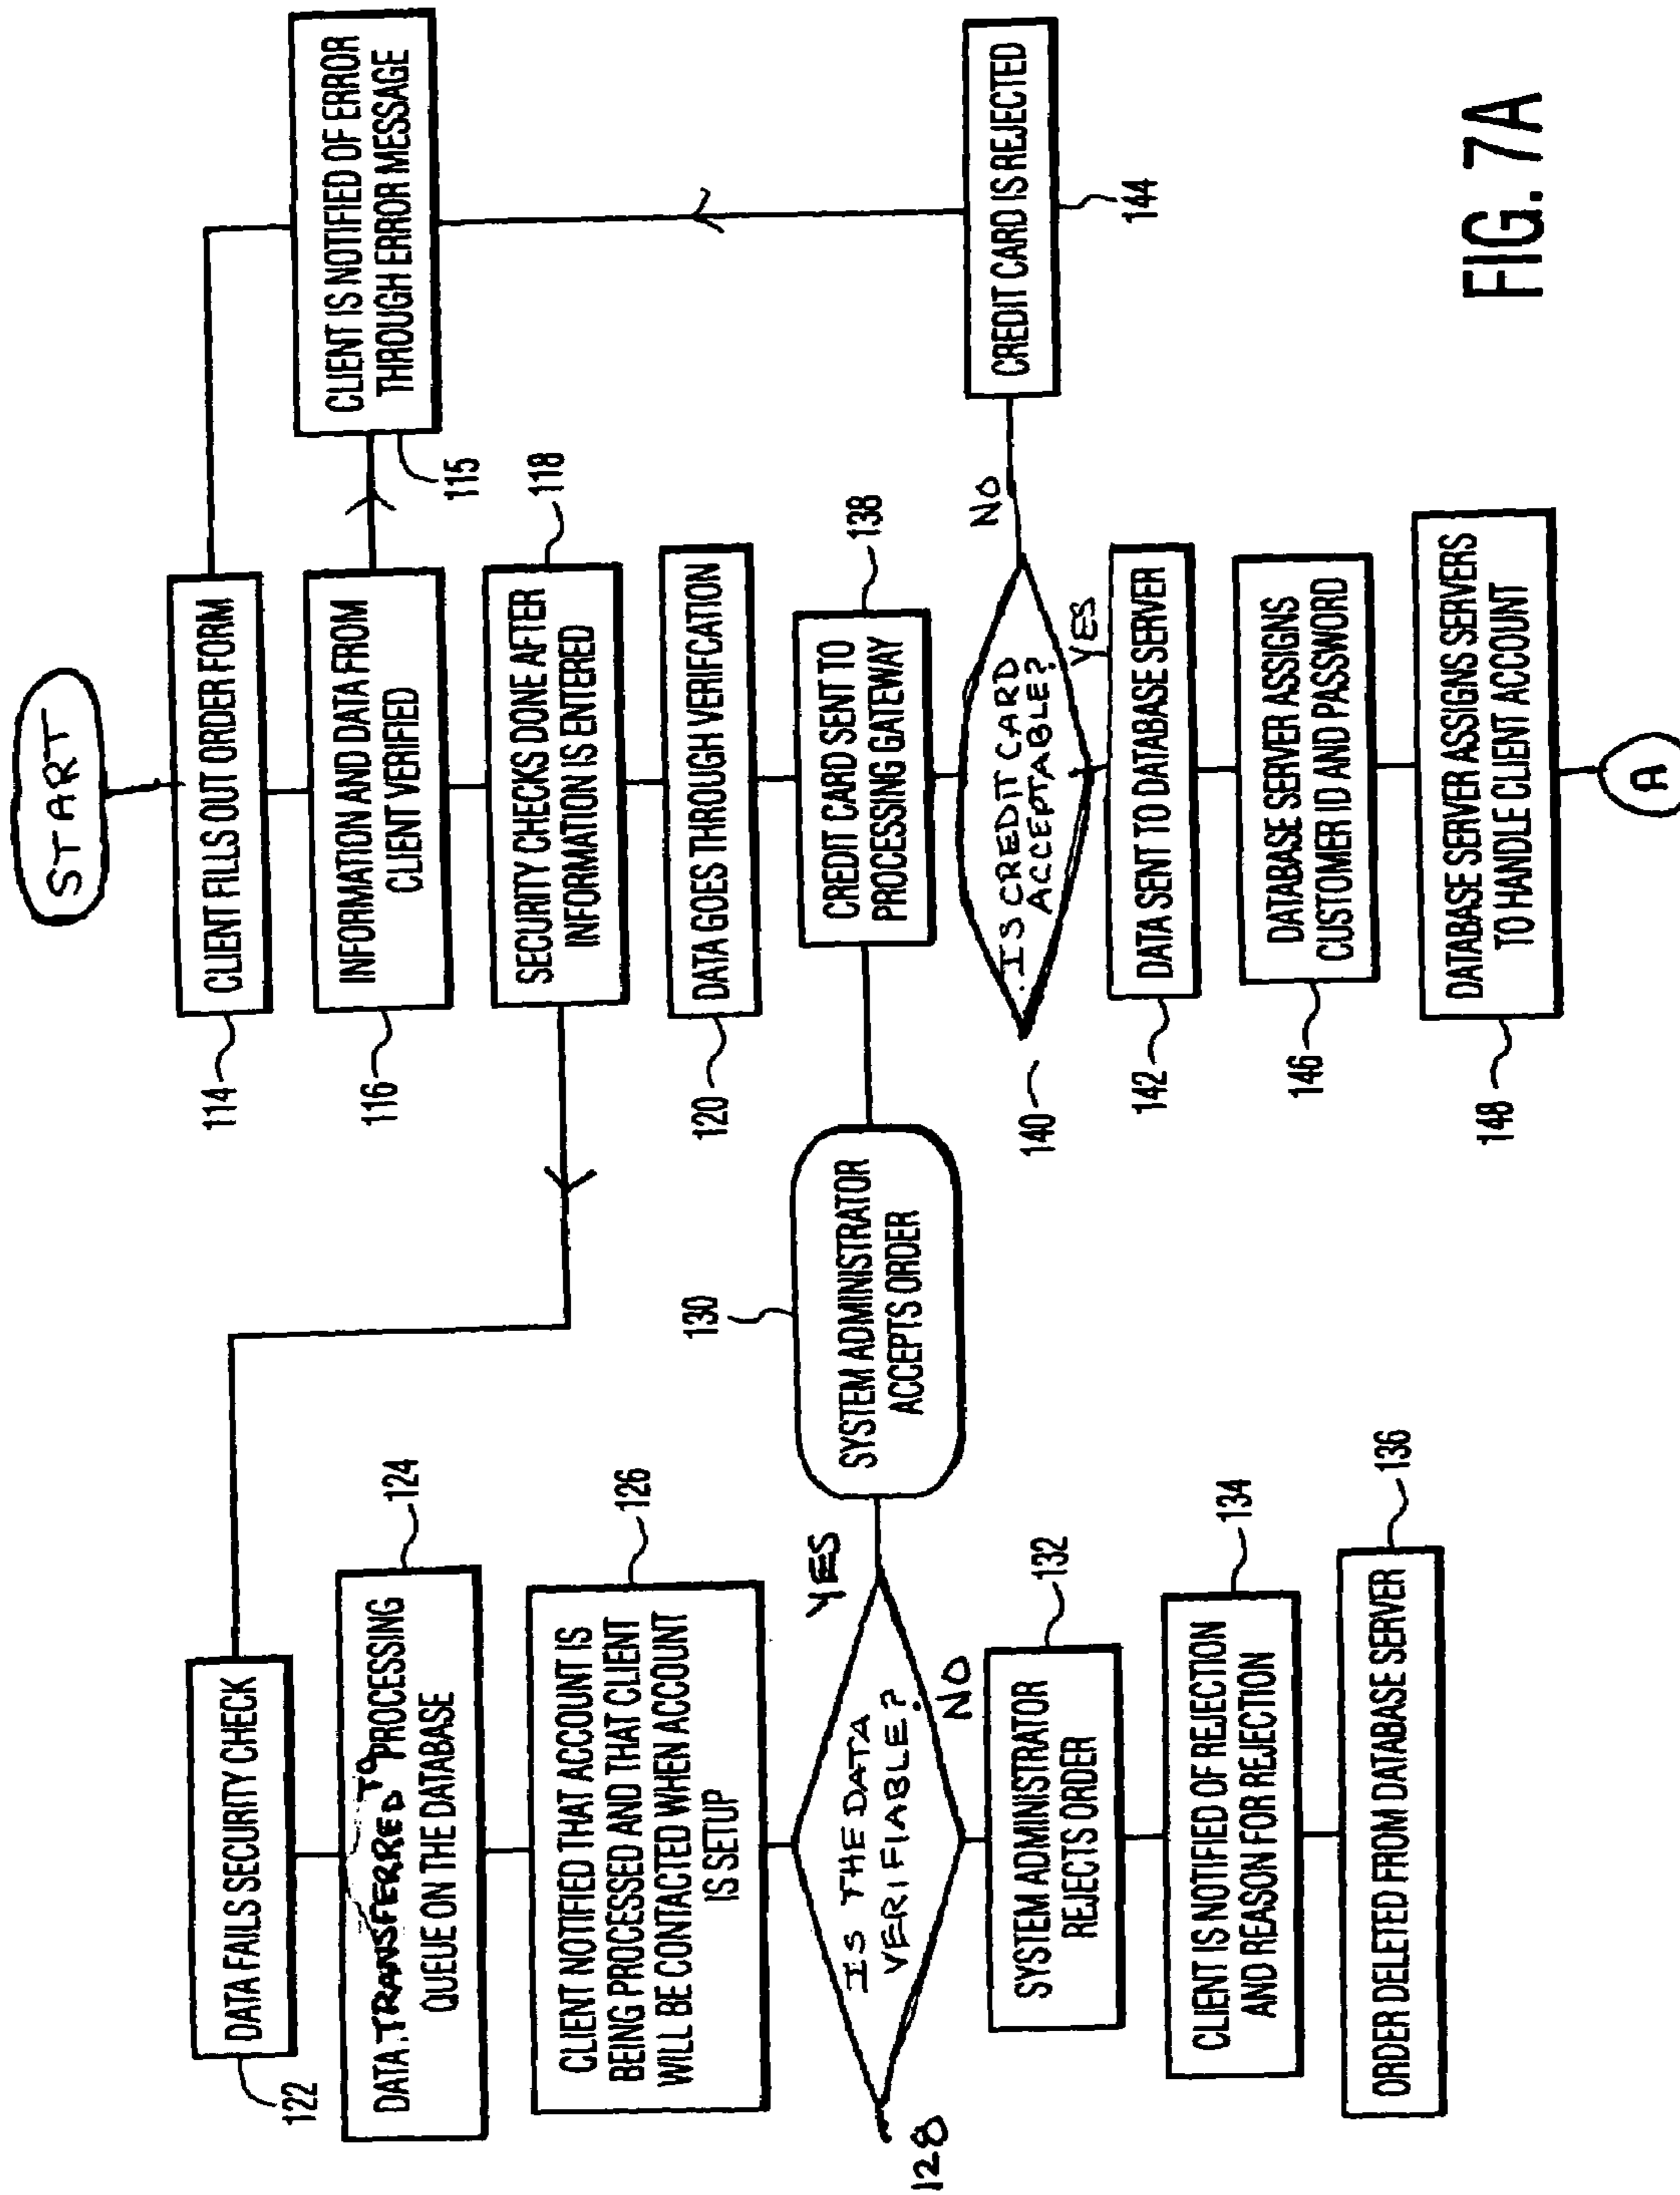 START
CLIENT FILLS OUT ORDER FORM
114
CLIENT IS NOTIFIED OF ERROR
THROUGH ERROR MESSAGE
115
INFORMATION AND DATA FROM
CLIENT VERIFIED
116
SECURITY CHECKS DONE AFTER
INFORMATION IS ENTERED
118
DATA GOES THROUGH VERIFCATION
120
DATA FAILS SECURITY CHECK
122
DATA TRANSFERRED TO PROCESSING
QUEUE ON THE DATABASE
124
CLIENT NOTIFIED THAT ACCOUNT IS
BEING PROCESSED AND THAT CLIENT
WILL BE CONTACTED WHEN ACCOUNT
IS SETUP
126
IS THE DATA
VERIFIABLE?
128
YES
NO
SYSTEM ADMINISTRATOR
ACCEPTS ORDER
130
SYSTEM ADMINISTRATOR
REJECTS ORDER
132
CLIENT IS NOTIFIED OF REJECTION
AND REASON FOR REJECTION
134
ORDER DELETED FROM DATABASE SERVER
136
CREDIT CARD SENT TO
PROCESSING GATEWAY
138
IS CREDIT CARD
ACCEPTABLE?
140
NO
YES
CREDIT CARD IS REJECTED
144
DATA SENT TO DATABASE SERVER
142
DATABASE SERVER ASSIGNS
CUSTOMER ID AND PASSWORD
146
DATABASE SERVER ASSIGNS SERVERS
TO HANDLE CLIENT ACCOUNT
148
A
FIG. 7A